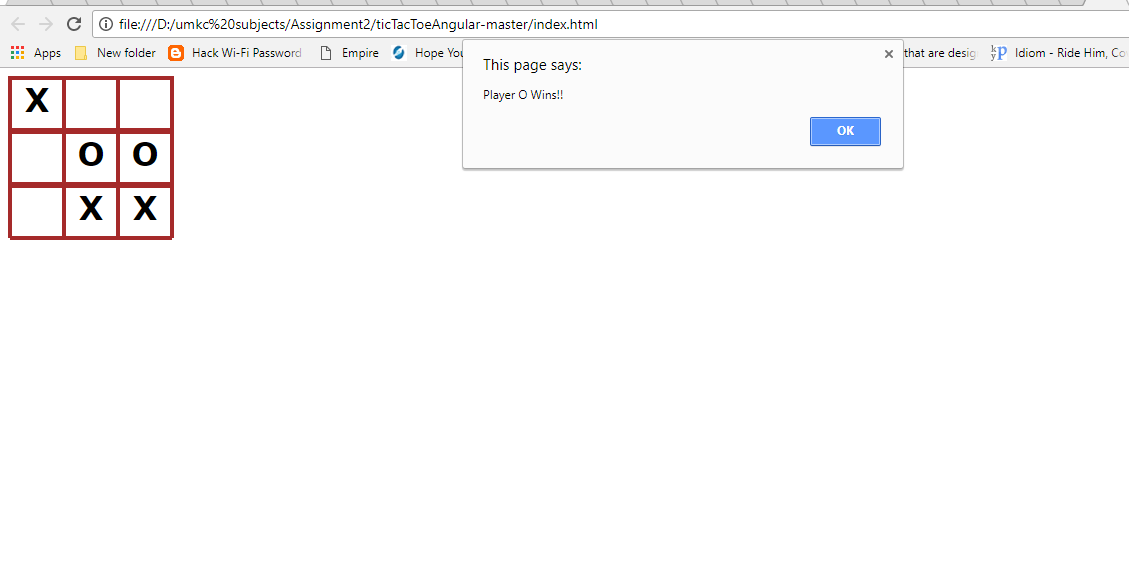 file:///D:/umkc%20subjects/Assignment2/ticTacToeAngular-master/index.html
Apps New folder Hack Wi-Fi Password Empire Hope You that are desig Idiom - Ride Him, Co
This page says:
Player O Wins!!
OK
X
O O
X X